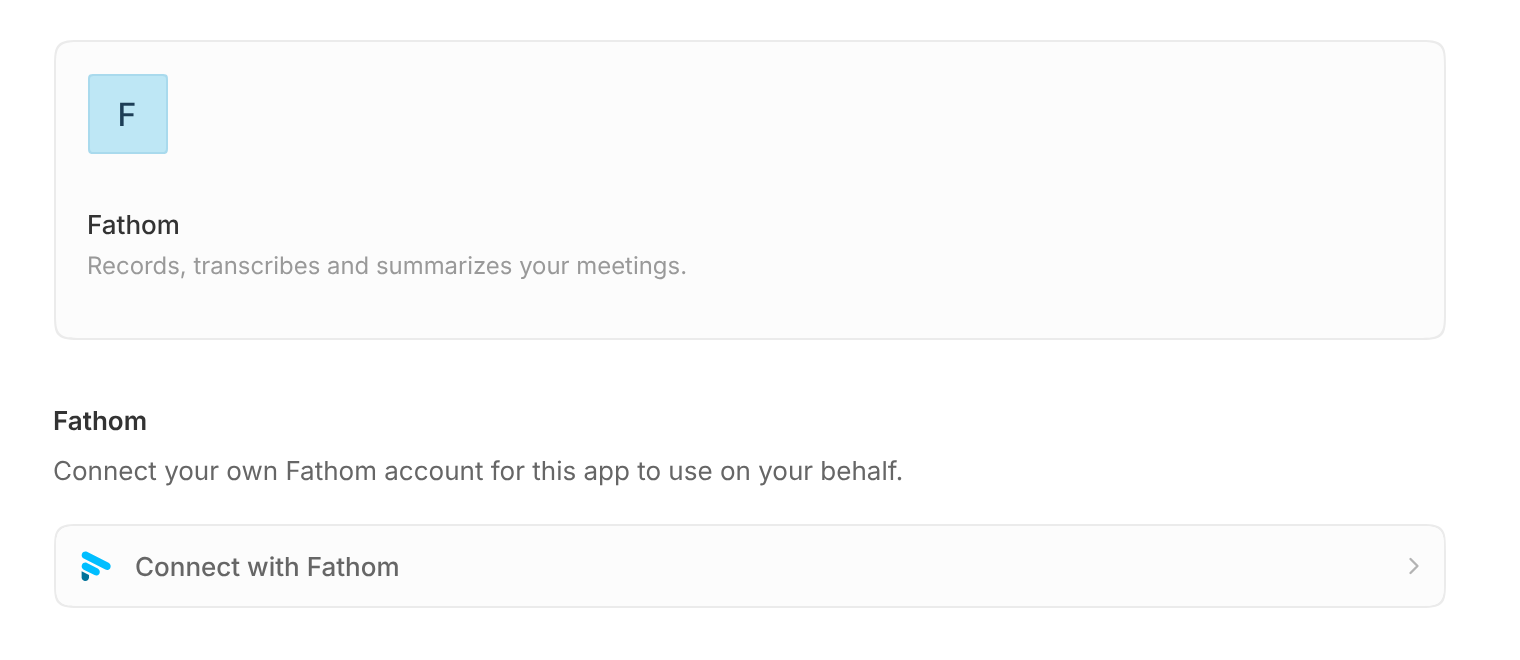 F
Fathom
Records, transcribes and summarizes your meetings.
Fathom
Connect your own Fathom account for this app to use on your behalf.
Connect with Fathom